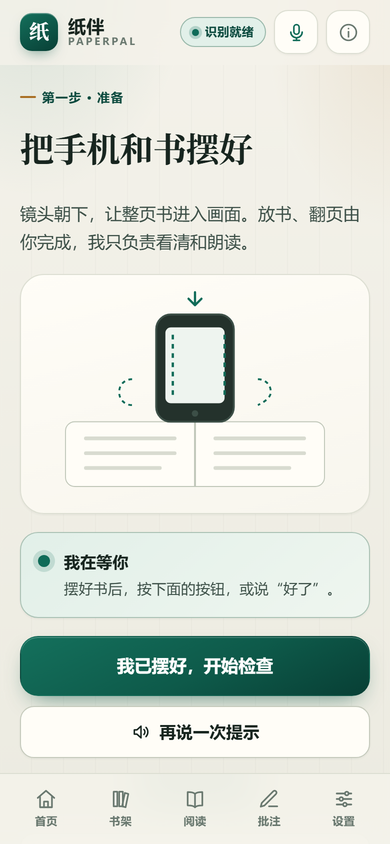 纸
纸伴
PAPERPAL
识别就绪
第一步·准备
把手机和书摆好
镜头朝下，让整页书进入画面。放书、翻页由
你完成，我只负责看清和朗读。
我在等你
摆好书后，按下面的按钮，或说“好了”。
我已摆好，开始检查
再说一次提示
首页 书架 阅读 批注 设置